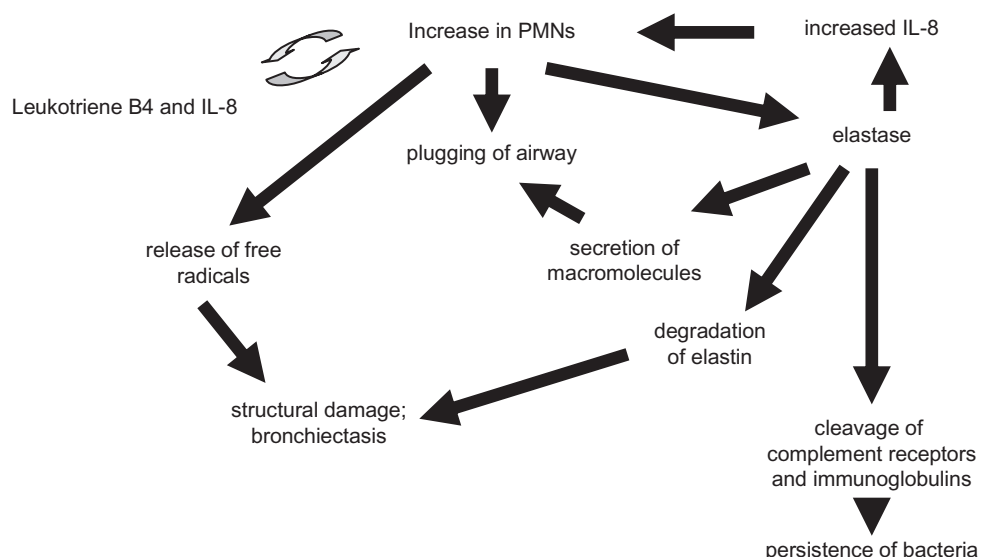 Increase in PMNs
increased IL-8
Leukotriene B4 and IL-8
elastase
plugging of airway
release of free
radicals
secretion of
macromolecules
degradation
of elastin
structural damage;
bronchiectasis
cleavage of
complement receptors
and immunoglobulins
persistence of bacteria